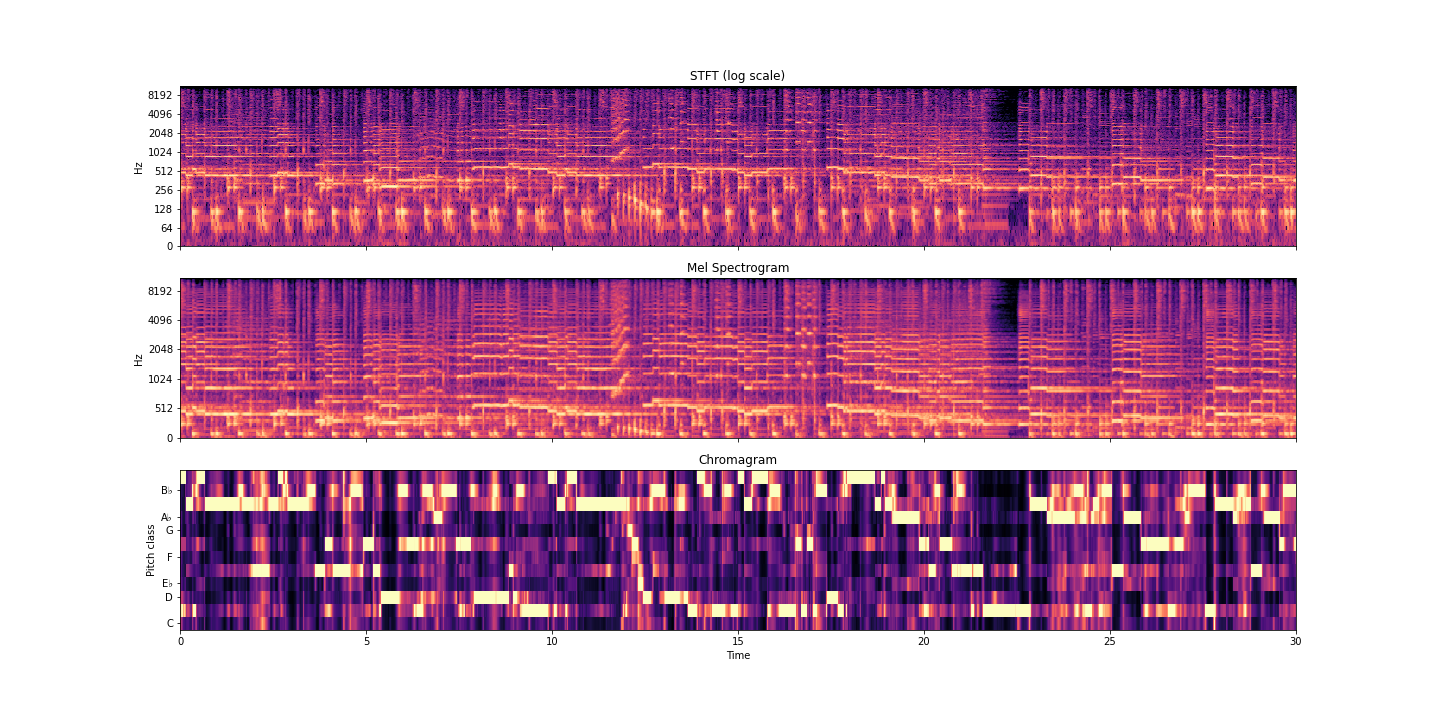 STFT (log scale)
8192
4096
2048
1024
512
256
128
64
0
Hz
Mel Spectrogram
8192
4096
2048
1024
512
0
Hz
Chromagram
B♭
A♭
G
F
E♭
D
C
Pitch class
0 5 10 15 20 25 30
Time